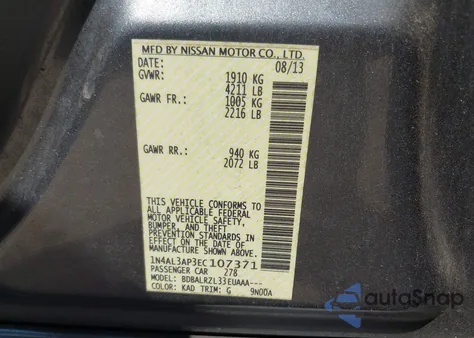 MFD BY NISSAN MOTOR CO., LTD.
DATE: 08/13
GVWR: 1910 KG
4211 LB
GAWR FR: 1005 KG
2216 LB
GAWR RR: 940 KG
2072 LB
THIS VEHICLE CONFORMS TO
ALL APPLICABLE FEDERAL
MOTOR VEHICLE SAFETY,
BUMPER, AND THEFT
PREVENTION STANDARDS
IN EFFECT ON THE DATE OF
MANUFACTURE SHOWN ABOVE.
1N4AL3AP3EC107371
PASSENGER CAR 278
MODEL: BDBALRZL33EUAAA---
COLOR: KAD TRIM: G 9N00A
autoSnap